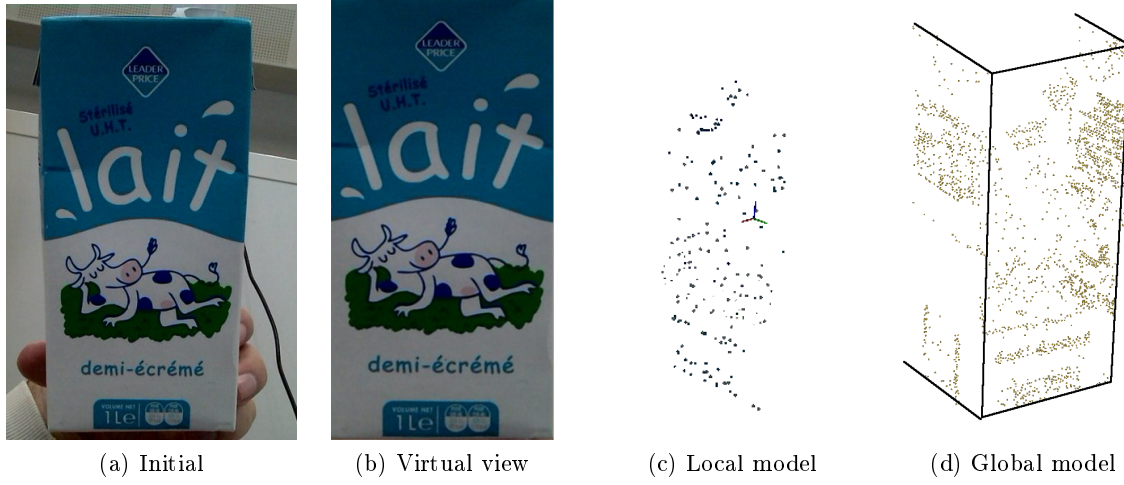 LEADER
PRICE
Stérilisé
U.H.T.
lait
demi-écrémé
VOLUME NET
1Le
LEADER
PRICE
Stérilisé
U.H.T.
lait
demi-écrémé
VOLUME NET
1Le
(a) Initial
(b) Virtual view
(c) Local model
(d) Global model